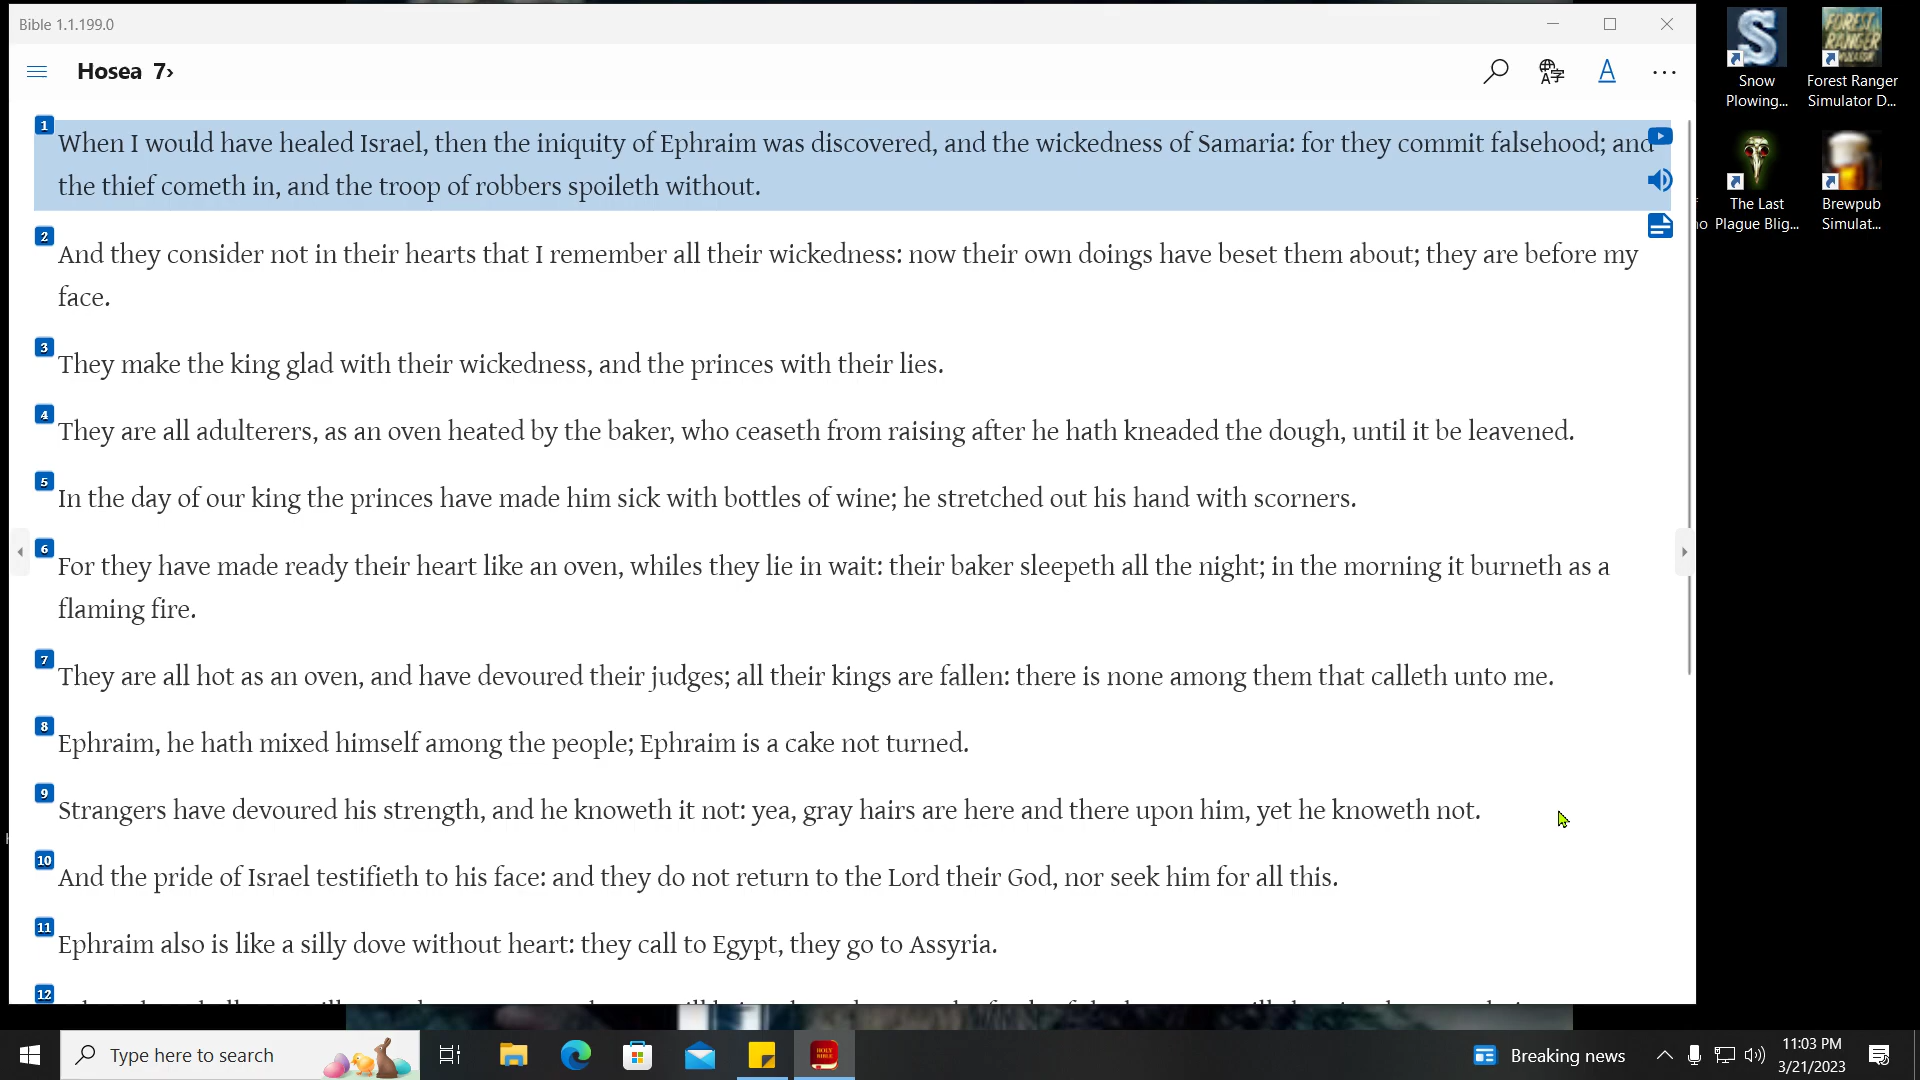 Bible 1.1.199.0
Hosea 7›
1 When I would have healed Israel, then the iniquity of Ephraim was discovered, and the wickedness of Samaria: for they commit falsehood; and
the thief cometh in, and the troop of robbers spoileth without.
2 And they consider not in their hearts that I remember all their wickedness: now their own doings have beset them about; they are before my
face.
3 They make the king glad with their wickedness, and the princes with their lies.
4 They are all adulterers, as an oven heated by the baker, who ceaseth from raising after he hath kneaded the dough, until it be leavened.
5 In the day of our king the princes have made him sick with bottles of wine; he stretched out his hand with scorners.
6 For they have made ready their heart like an oven, whiles they lie in wait: their baker sleepeth all the night; in the morning it burneth as a
flaming fire.
7 They are all hot as an oven, and have devoured their judges; all their kings are fallen: there is none among them that calleth unto me.
8 Ephraim, he hath mixed himself among the people; Ephraim is a cake not turned.
9 Strangers have devoured his strength, and he knoweth it not: yea, gray hairs are here and there upon him, yet he knoweth not.
10 And the pride of Israel testifieth to his face: and they do not return to the Lord their God, nor seek him for all this.
11 Ephraim also is like a silly dove without heart: they call to Egypt, they go to Assyria.
12
S
FOREST
RANGER
Snow
Plowing...
Forest Ranger
Simulator D...
The Last
Plague Blig...
Brewpub
Simulat...
Type here to search
HOLY
BIBLE
Breaking news
11:03 PM
3/21/2023